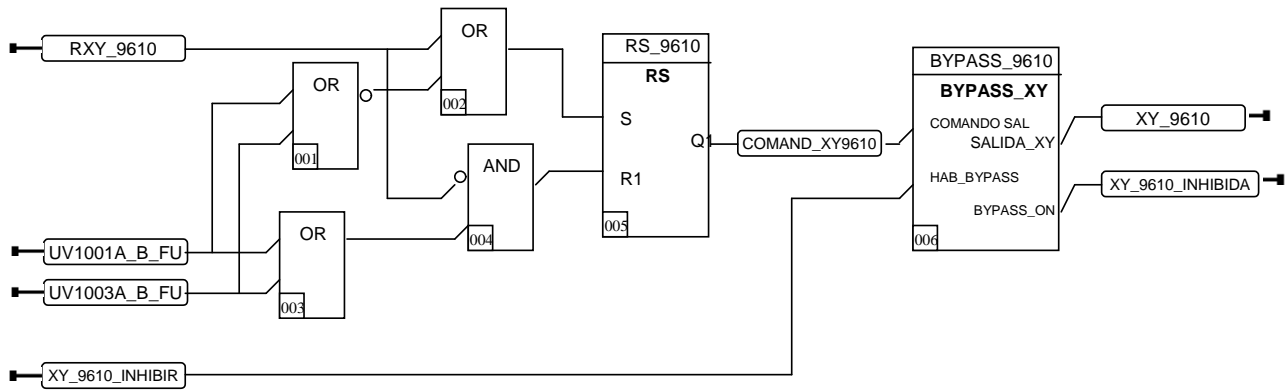 RXY_9610
OR
002
OR
001
AND
004
OR
003
UV1001A_B_FU
UV1003A_B_FU
XY_9610_INHIBIR
RS_9610
RS
S
Q1
R1
005
COMAND_XY9610
BYPASS_9610
BYPASS_XY
COMANDO SAL
SALIDA_XY
HAB_BYPASS
BYPASS_ON
006
XY_9610
XY_9610_INHIBIDA